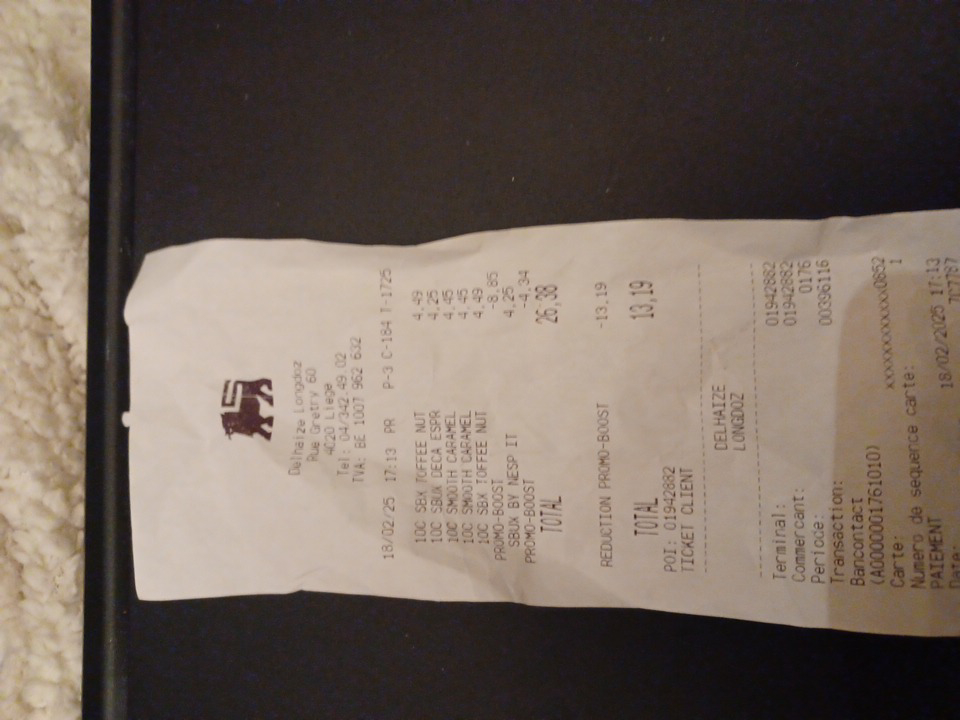 Delhaize Longdoz
Rue Gretry 60
4020 Liege
Tel: 04/342.49.02
TVA: BE 1007 962 632
18/02/25 17:13 PR P-3 C-184 T-1725
10C SBX TOFFEE NUT 4,49
10C SBUX DECA ESPR 4,25
10C SMOOTH CARAMEL 4,45
10C SMOOTH CARAMEL 4,45
10C SBX TOFFEE NUT 4,49
PROMO-BOOST -8,85
SBUX BY NESP IT 4,25
PROMO-BOOST -4,34
TOTAL 26,38
REDUCTION PROMO-BOOST -13,19
TOTAL 13,19
POI: 01942882
TICKET CLIENT
DELHAIZE
LONGDOZ
Terminal: 01942882
Commercant: 01942882
Periode: 0176
Transaction: 00396116
Bancontact
(A00000001761010)
Carte: xxxxxxxxxxxxx0852
Numero de sequence carte: 1
PAIEMENT
Date: 18/02/2025 17:13